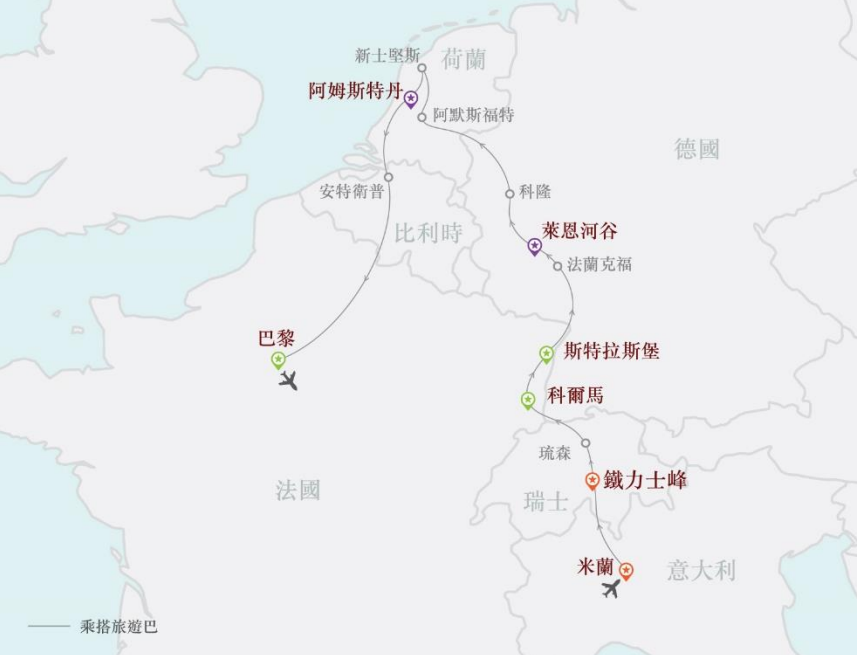 新士堅斯
荷蘭
阿姆斯特丹
阿默斯福特
德國
安特衛普
科隆
比利時
萊恩河谷
法蘭克福
巴黎
斯特拉斯堡
科爾馬
琉森
法國
鐵力士峰
瑞士
米蘭
意大利
乘搭旅遊巴